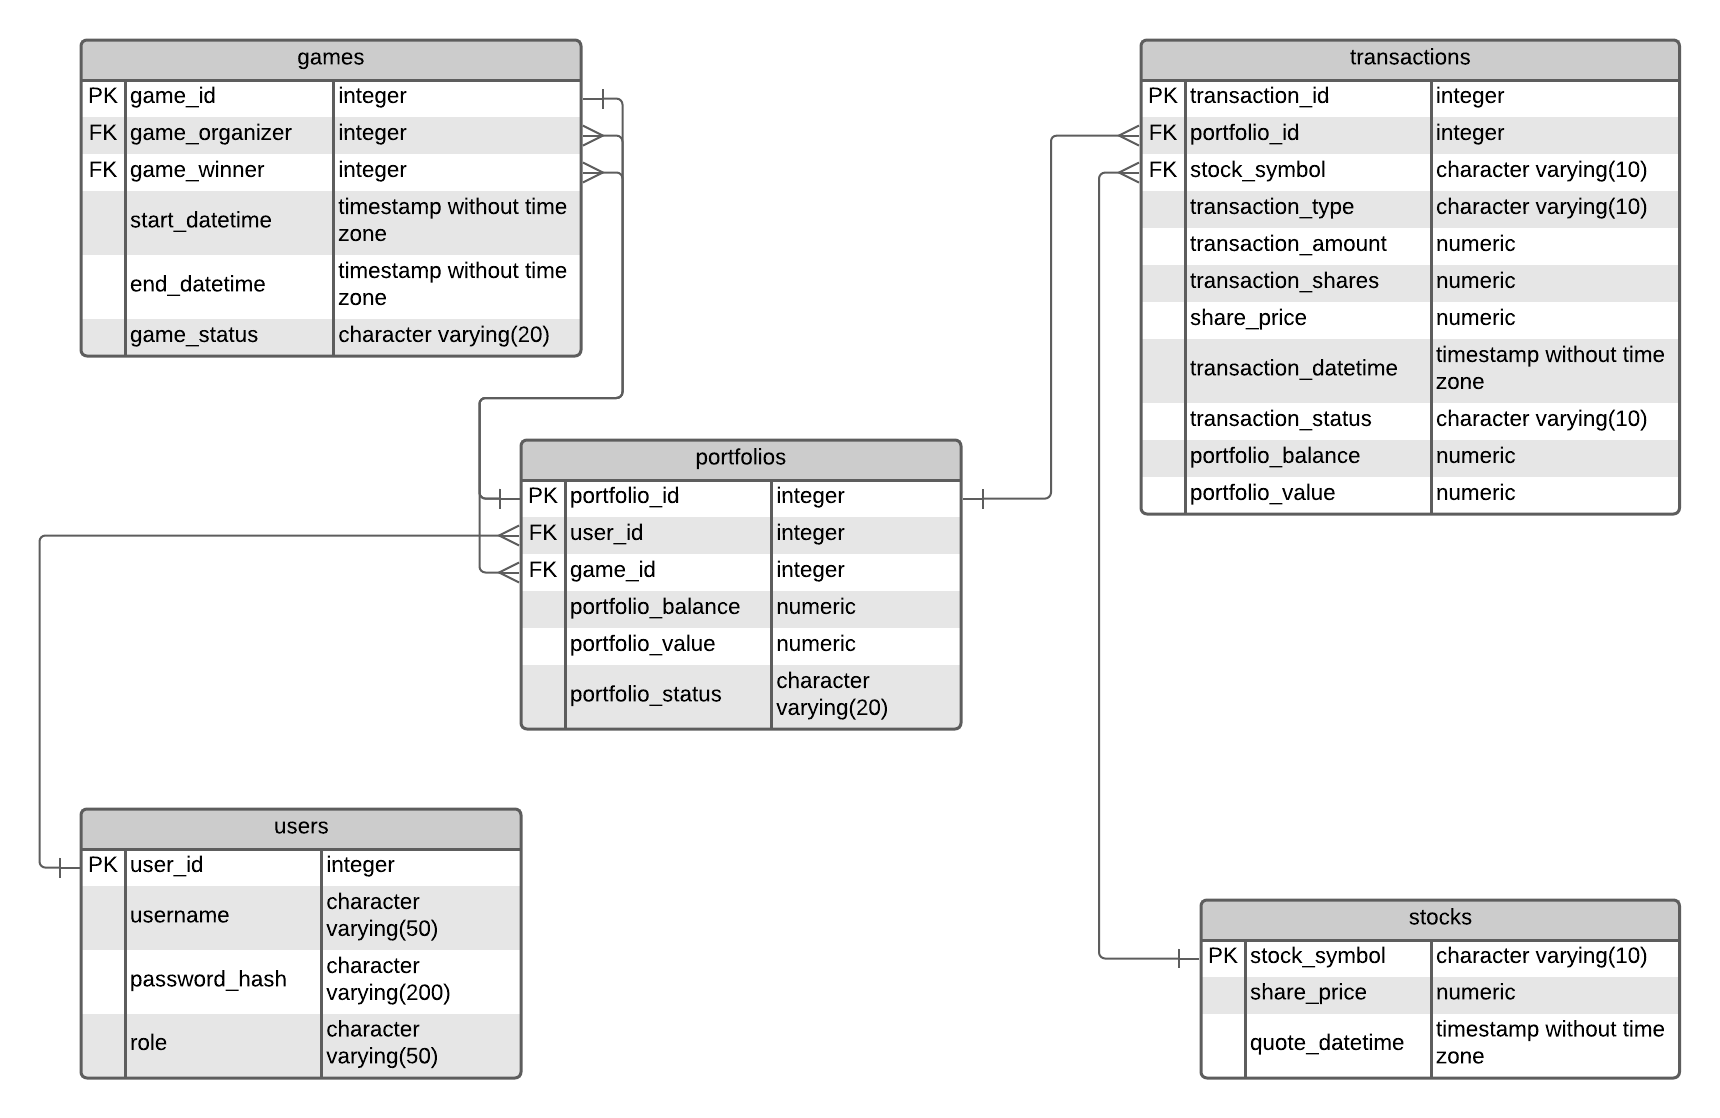 games
PK game_id integer
FK game_organizer integer
FK game_winner integer
start_datetime timestamp without time
zone
end_datetime timestamp without time
zone
game_status character varying(20)
transactions
PK transaction_id integer
FK portfolio_id integer
FK stock_symbol character varying(10)
transaction_type character varying(10)
transaction_amount numeric
transaction_shares numeric
share_price numeric
transaction_datetime timestamp without time
zone
transaction_status character varying(10)
portfolio_balance numeric
portfolio_value numeric
portfolios
PK portfolio_id integer
FK user_id integer
FK game_id integer
portfolio_balance numeric
portfolio_value numeric
portfolio_status character
varying(20)
users
PK user_id integer
username character
varying(50)
password_hash character
varying(200)
role character
varying(50)
stocks
PK stock_symbol character varying(10)
share_price numeric
quote_datetime timestamp without time
zone